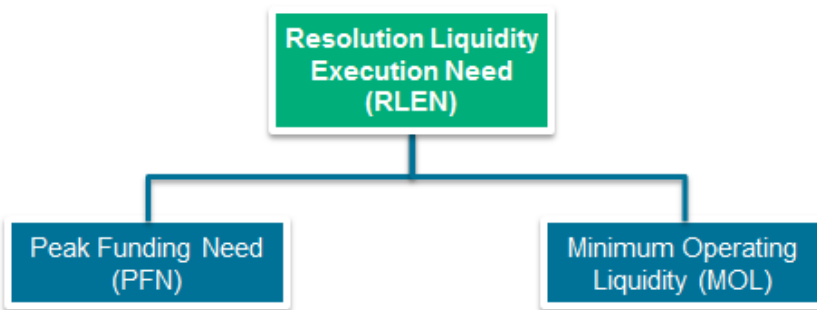 Resolution Liquidity
Execution Need
(RLEN)
Peak Funding Need
(PFN)
Minimum Operating
Liquidity (MOL)